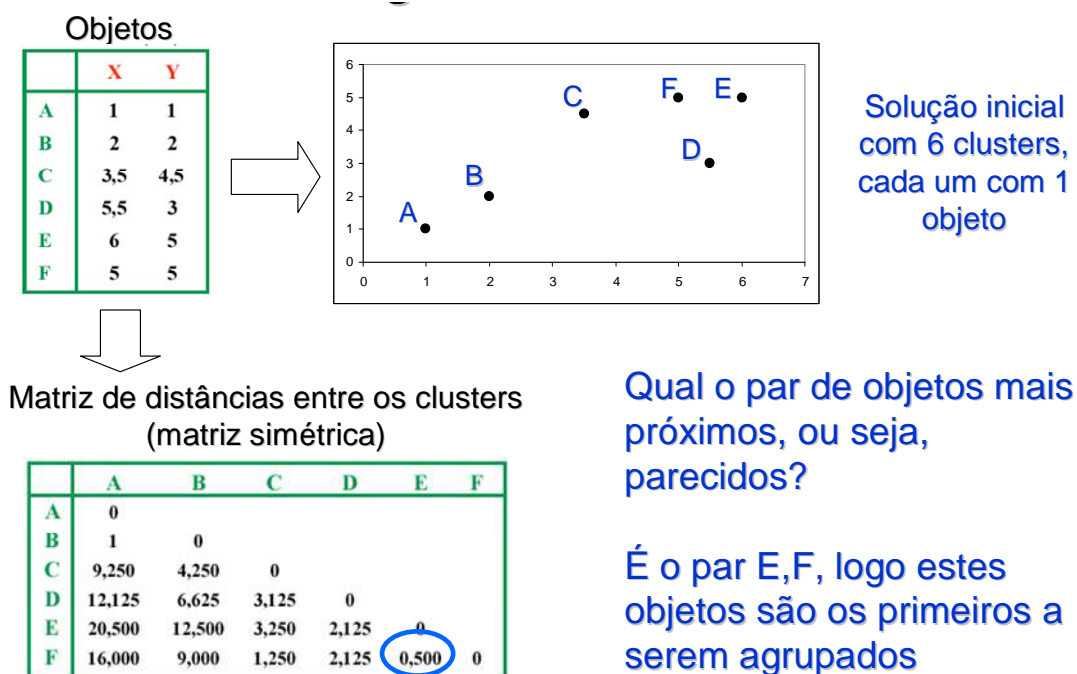 Objetos
X Y
A 1 1
B 2 2
C 3,5 4,5
D 5,5 3
E 6 5
F 5 5
6
5
4
3
2
1
0
0 1 2 3 4 5 6 7
A
B
C
D
E
F
Solução inicial
com 6 clusters,
cada um com 1
objeto
Matriz de distâncias entre os clusters
(matriz simétrica)
A B C D E F
A 0
B 1 0
C 9,250 4,250 0
D 12,125 6,625 3,125 0
E 20,500 12,500 3,250 2,125 0
F 16,000 9,000 1,250 2,125 0,500 0
Qual o par de objetos mais
próximos, ou seja,
parecidos?
É o par E,F, logo estes
objetos são os primeiros a
serem agrupados